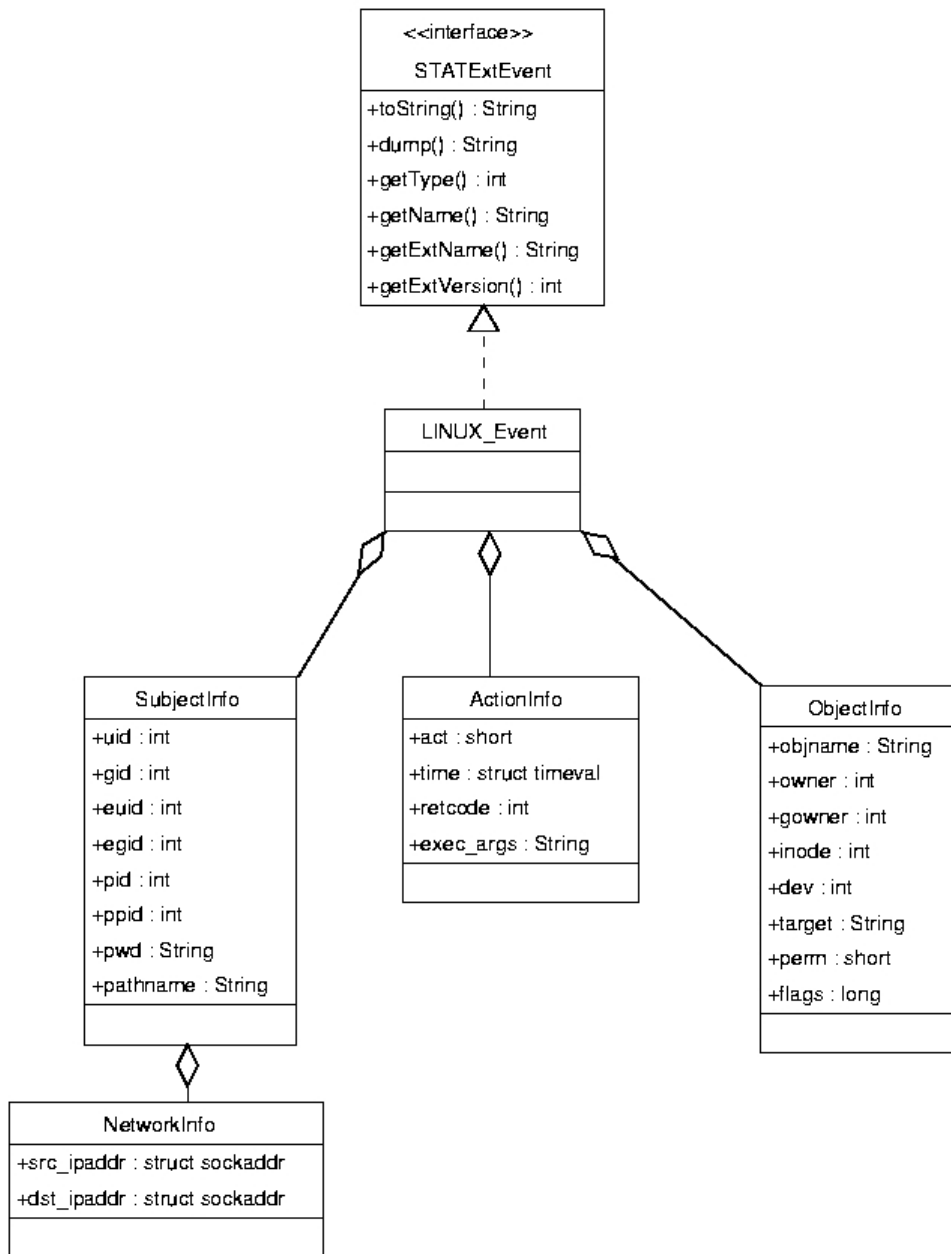 <<interface>>
STATExtEvent
+toString() : String
+dump() : String
+getType() : int
+getName() : String
+getExtName() : String
+getExtVersion() : int
LINUX_Event
SubjectInfo
+uid : int
+gid : int
+euid : int
+egid : int
+pid : int
+ppid : int
+pwd : String
+pathname : String
ActionInfo
+act : short
+time : struct timeval
+retcode : int
+exec_args : String
ObjectInfo
+objname : String
+owner : int
+gowner : int
+inode : int
+dev : int
+target : String
+perm : short
+flags : long
NetworkInfo
+src_ipaddr : struct sockaddr
+dst_ipaddr : struct sockaddr